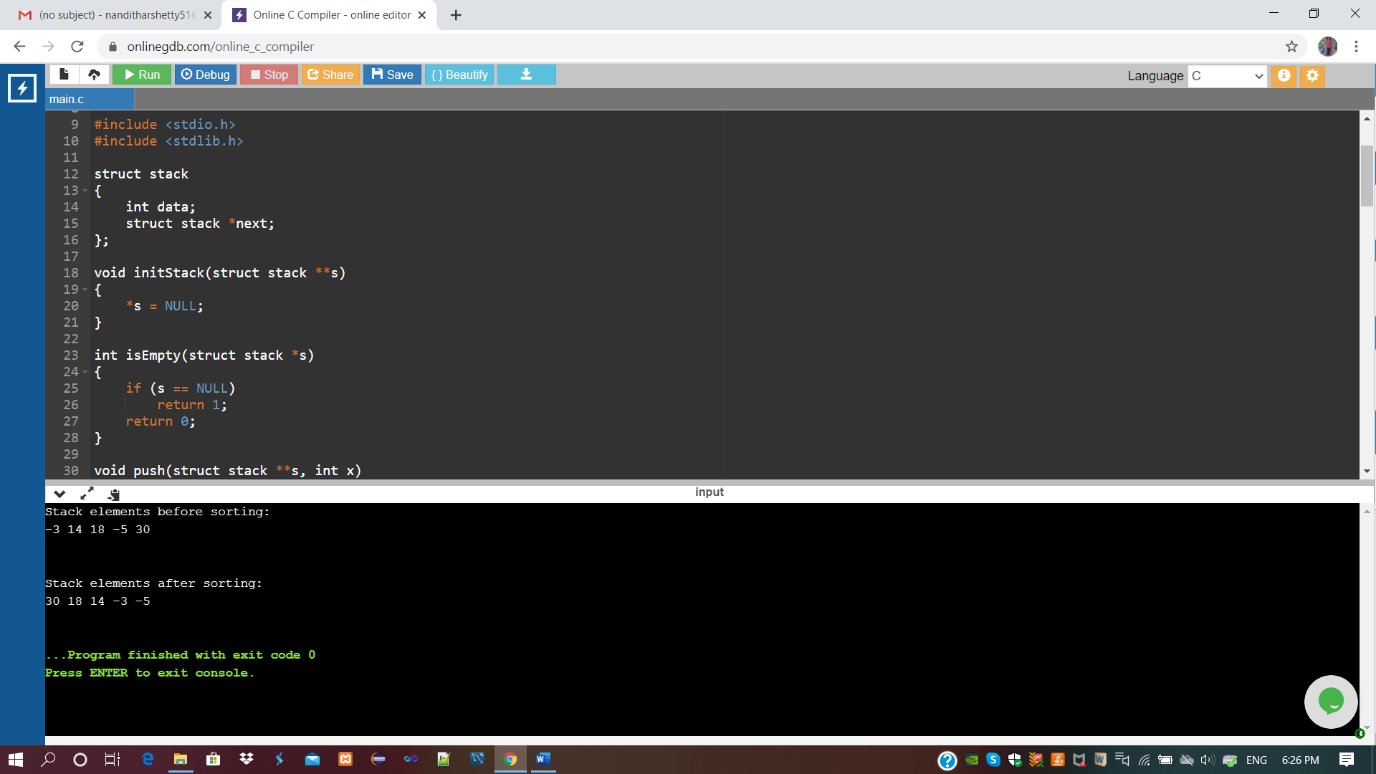 (no subject) - nanditharshetty516
Online C Compiler - online editor
onlinegdb.com/online_c_compiler
Run Debug Stop Share Save { } Beautify
Language C
main.c
9 #include <stdio.h>
10 #include <stdlib.h>
11
12 struct stack
13 {
14 int data;
15 struct stack *next;
16 };
17
18 void initStack(struct stack **s)
19 {
20 *s = NULL;
21 }
22
23 int isEmpty(struct stack *s)
24 {
25 if (s == NULL)
26 return 1;
27 return 0;
28 }
29
30 void push(struct stack **s, int x)
input
Stack elements before sorting:
-3 14 18 -5 30
Stack elements after sorting:
30 18 14 -3 -5
...Program finished with exit code 0
Press ENTER to exit console.
ENG 6:26 PM